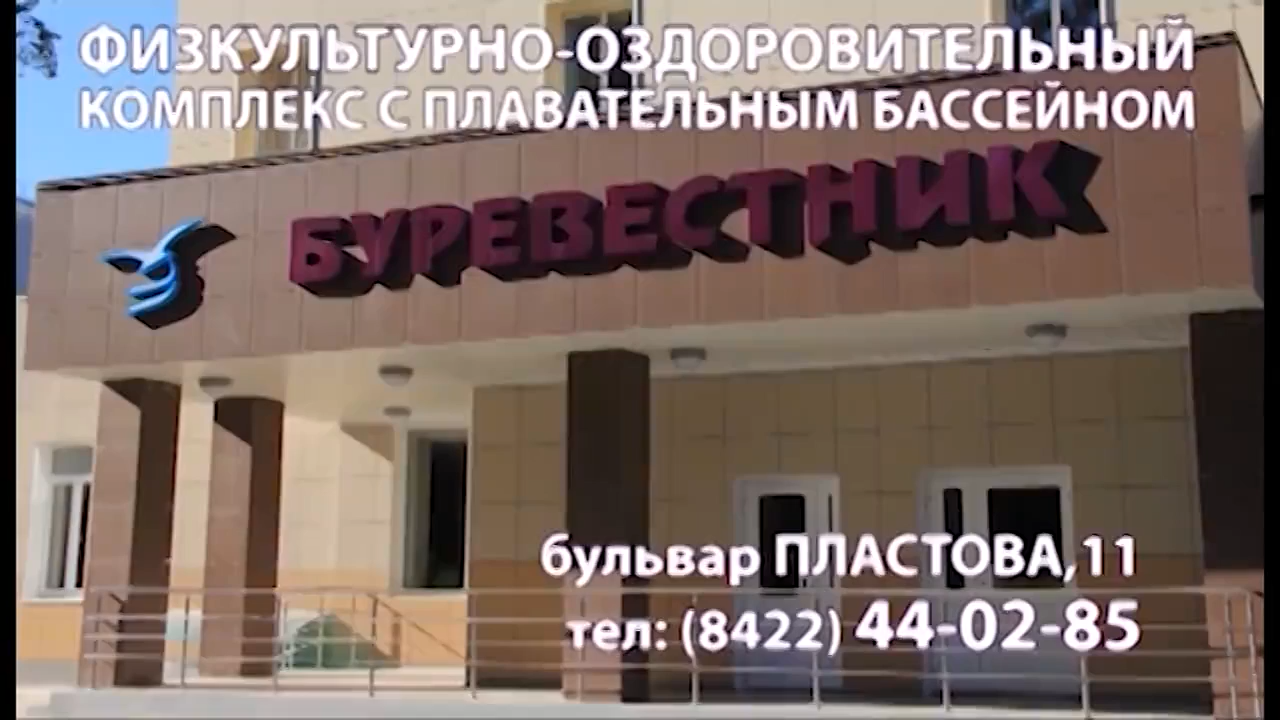 ФИЗКУЛЬТУРНО-ОЗДОРОВИТЕЛЬНЫЙ
КОМПЛЕКС С ПЛАВАТЕЛЬНЫМ БАССЕЙНОМ
БУРЕВЕСТНИК
бульвар ПЛАСТОВА,11
тел: (8422) 44-02-85